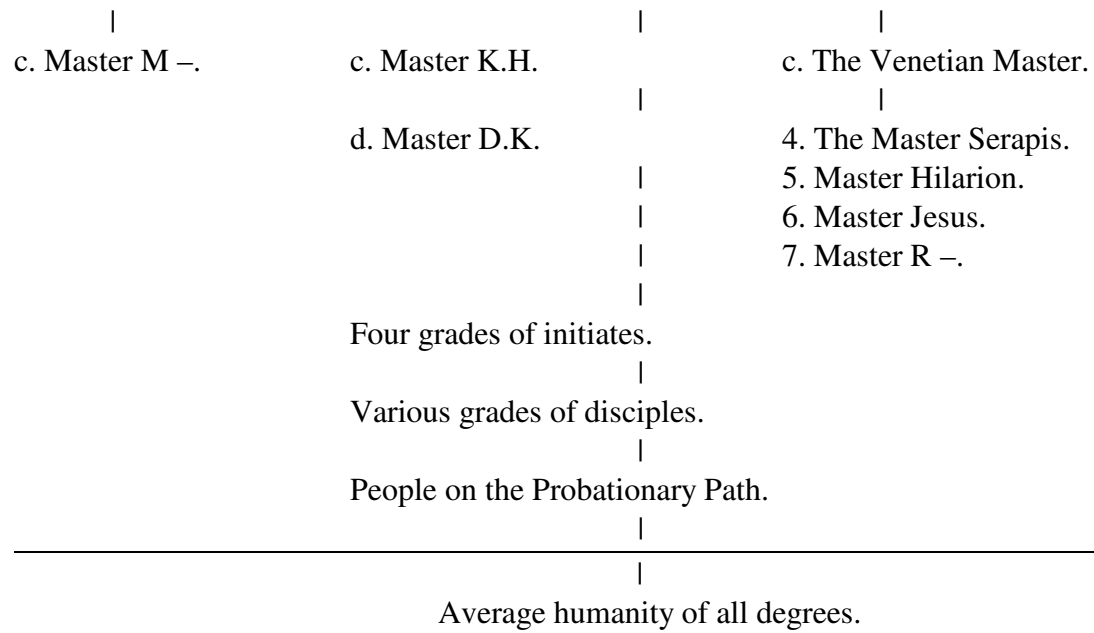 c. Master M –. c. Master K.H. c. The Venetian Master.
d. Master D.K. 4. The Master Serapis.
5. Master Hilarion.
6. Master Jesus.
7. Master R –.
Four grades of initiates.
Various grades of disciples.
People on the Probationary Path.
Average humanity of all degrees.